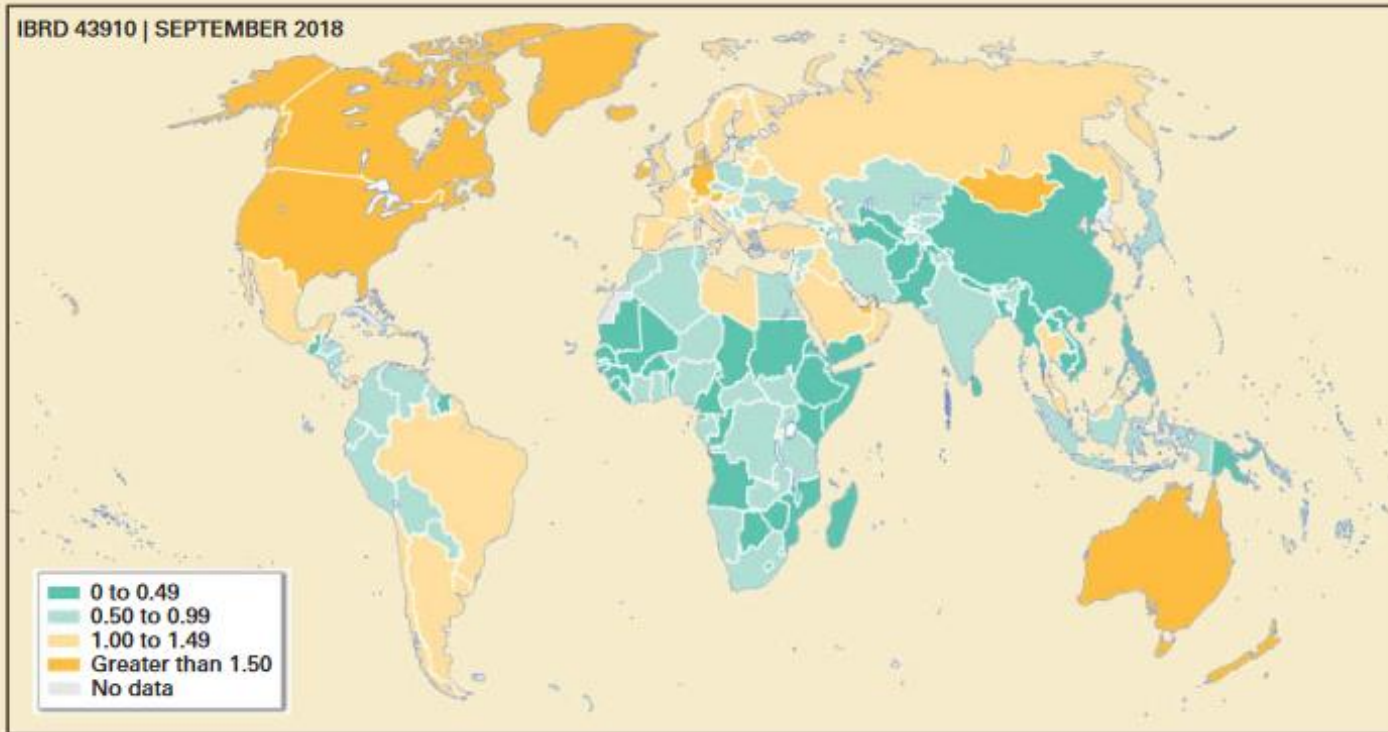 IBRD 43910 | SEPTEMBER 2018
0 to 0.49
0.50 to 0.99
1.00 to 1.49
Greater than 1.50
No data